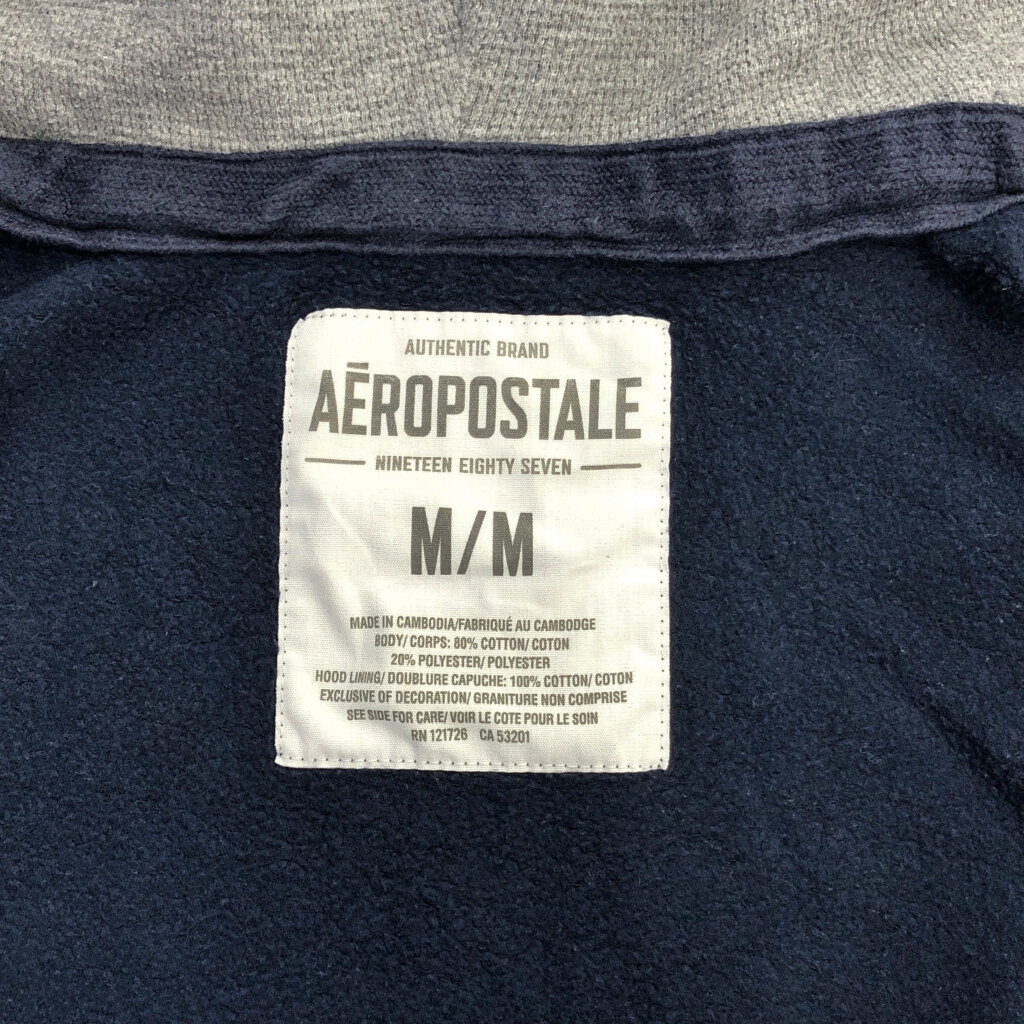 AUTHENTIC BRAND
AĒROPOSTALE
NINETEEN EIGHTY SEVEN
M/M
MADE IN CAMBODIA/FABRIQUÉ AU CAMBODGE
BODY/ CORPS: 80% COTTON/ COTON
20% POLYESTER/ POLYESTER
HOOD LINING/ DOUBLURE CAPUCHE: 100% COTTON/ COTON
EXCLUSIVE OF DECORATION/ GRANITURE NON COMPRISE
SEE SIDE FOR CARE/ VOIR LE COTE POUR LE SOIN
RN 121726 CA 53201